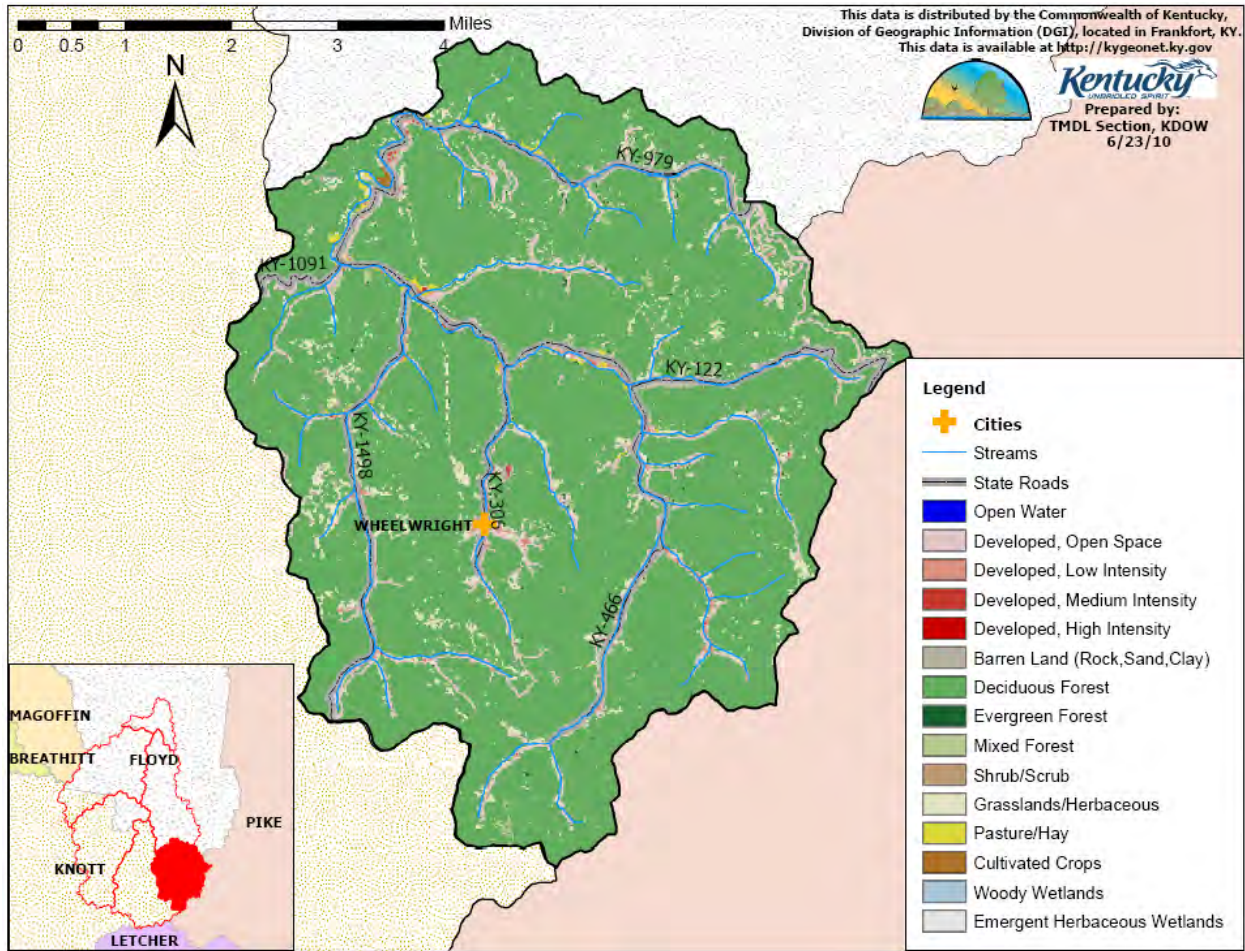 Miles
0 0.5 1 2 3 4
This data is distributed by the Commonwealth of Kentucky,
Division of Geographic Information (DGI), located in Frankfort, KY.
This data is available at http://kygeonet.ky.gov
N
Kentucky
UNBRIDLED SPIRIT
Prepared by:
TMDL Section, KDOW
6/23/10
KY-979
KY-1091
KY-122
KY-1498
KY-306
WHEELWRIGHT
KY-466
Legend
Cities
Streams
State Roads
Open Water
Developed, Open Space
Developed, Low Intensity
Developed, Medium Intensity
Developed, High Intensity
Barren Land (Rock,Sand,Clay)
Deciduous Forest
Evergreen Forest
Mixed Forest
Shrub/Scrub
Grasslands/Herbaceous
Pasture/Hay
Cultivated Crops
Woody Wetlands
Emergent Herbaceous Wetlands
MAGOFFIN
BREATHITT
FLOYD
PIKE
KNOTT
LETCHER